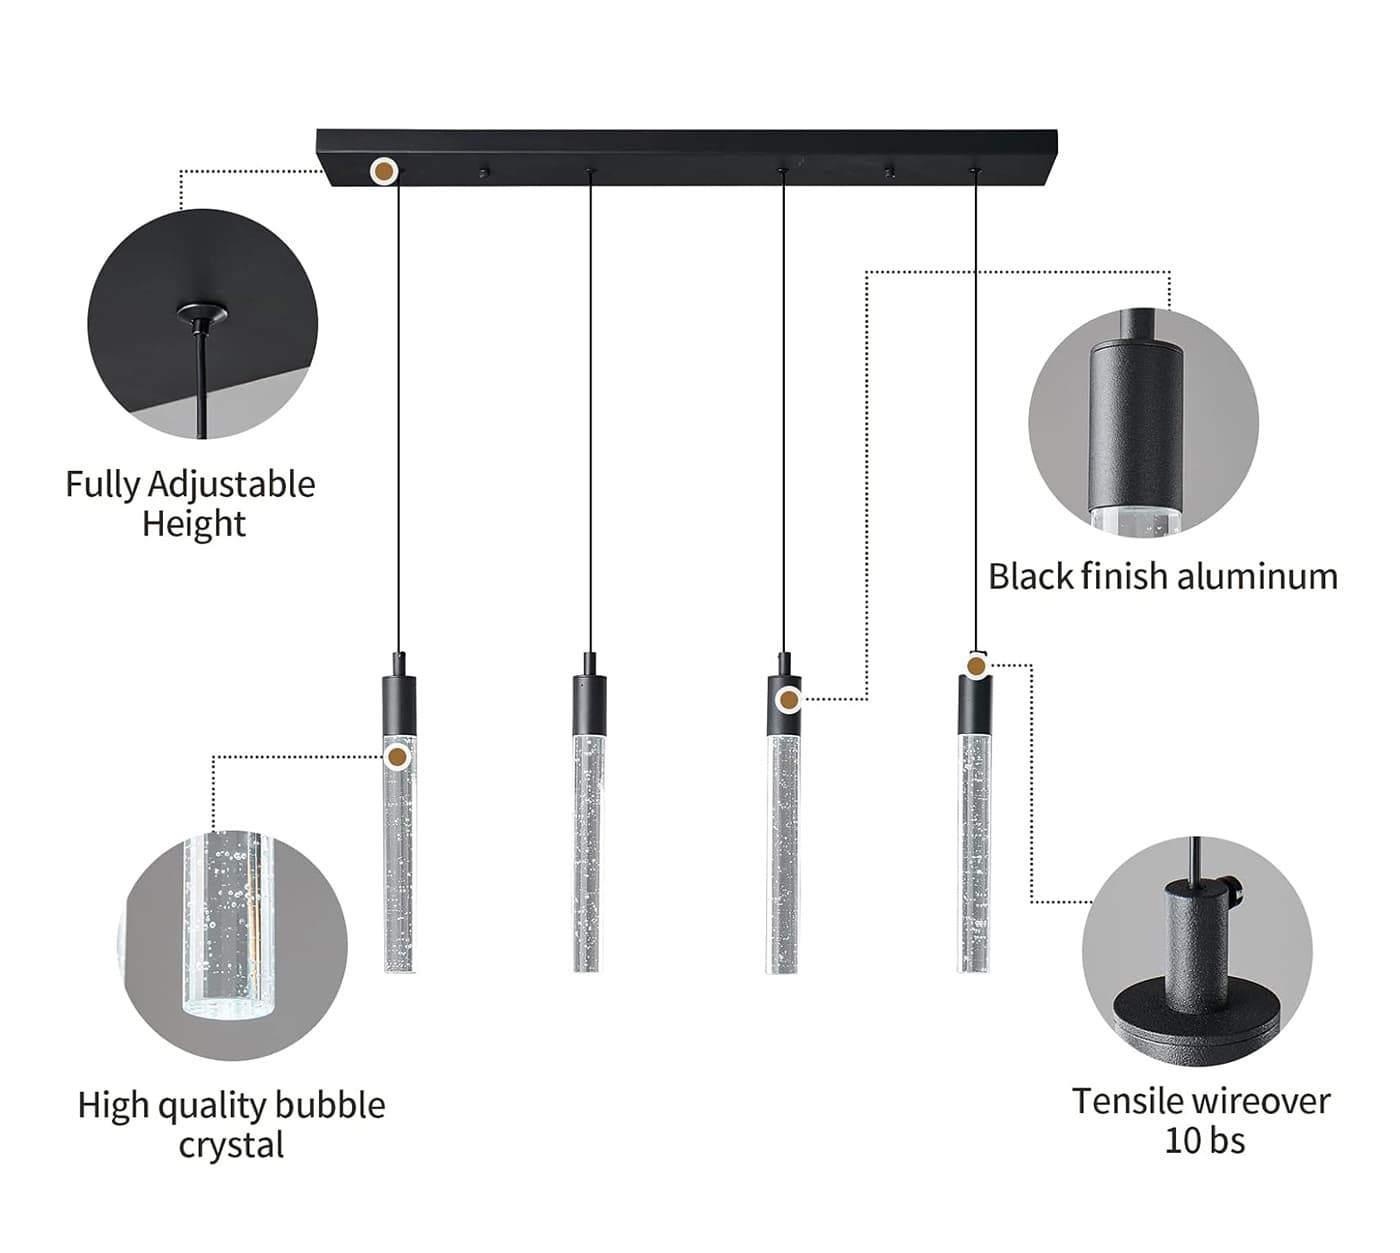 Fully Adjustable
Height
Black finish aluminum
High quality bubble
crystal
Tensile wireover
10 bs